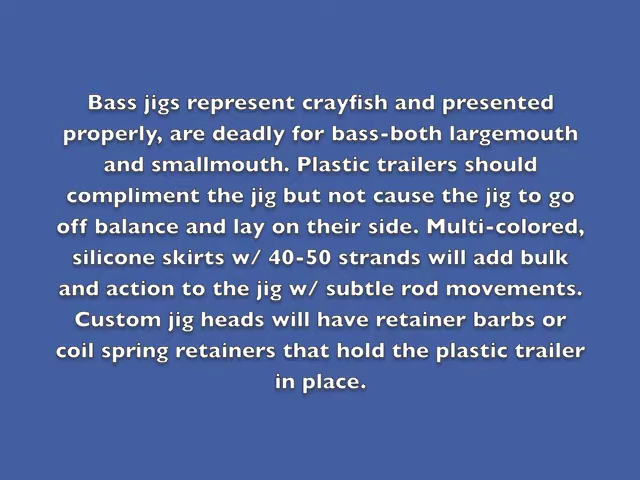 Bass jigs represent crayfish and presented
properly, are deadly for bass-both largemouth
and smallmouth. Plastic trailers should
compliment the jig but not cause the jig to go
off balance and lay on their side. Multi-colored,
silicone skirts w/ 40-50 strands will add bulk
and action to the jig w/ subtle rod movements.
Custom jig heads will have retainer barbs or
coil spring retainers that hold the plastic trailer
in place.